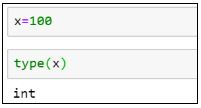 x=100
type(x)
int